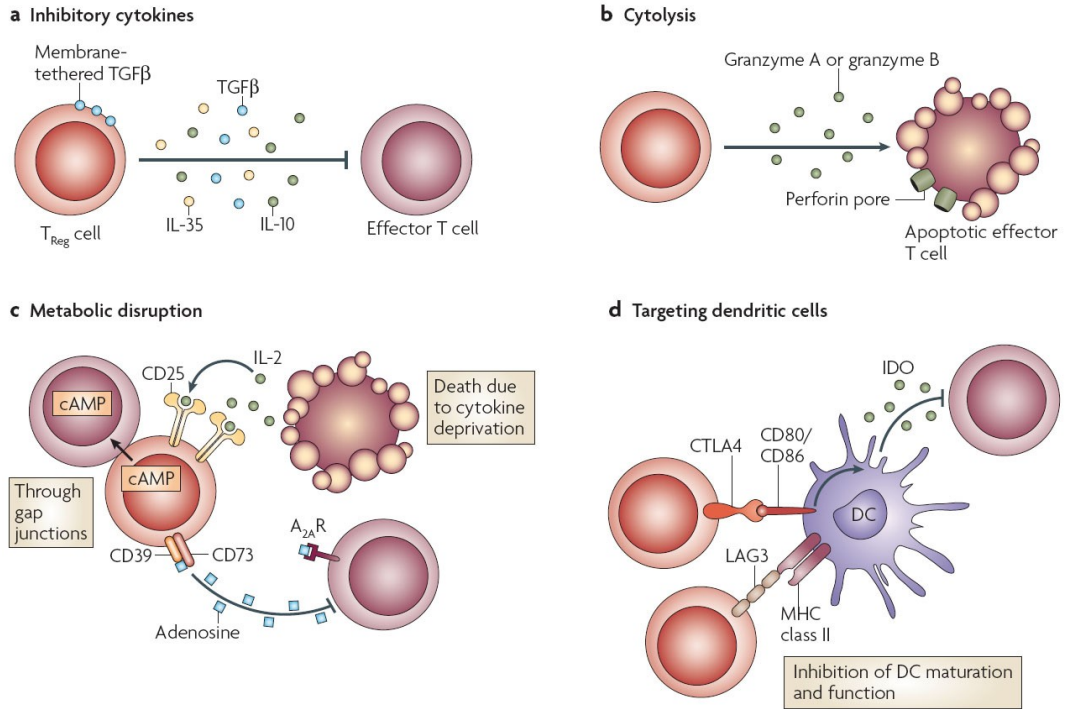 a Inhibitory cytokines
Membrane-
tethered TGFβ
TGFβ
IL-35
IL-10
TReg cell
Effector T cell
b Cytolysis
Granzyme A or granzyme B
Perforin pore
Apoptotic effector
T cell
c Metabolic disruption
IL-2
CD25
cAMP
Death due
to cytokine
deprivation
cAMP
Through
gap
junctions
CD39
CD73
A2AR
Adenosine
d Targeting dendritic cells
IDO
CTLA4
CD80/
CD86
DC
LAG3
MHC
class II
Inhibition of DC maturation
and function